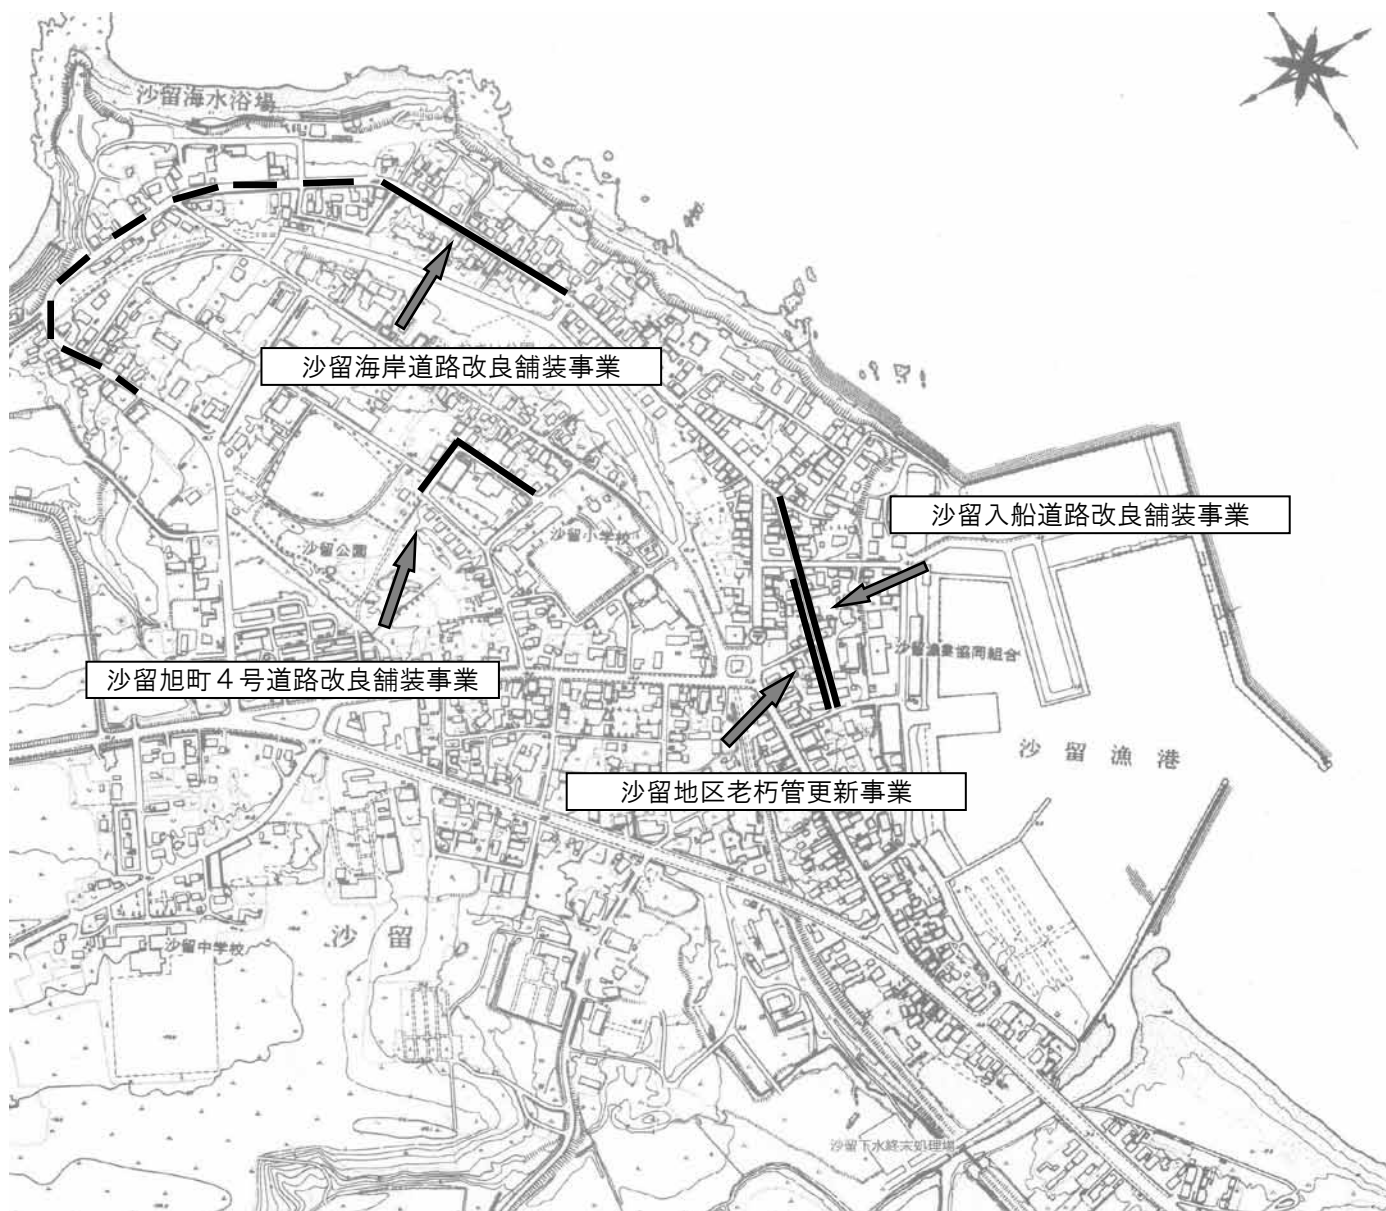 沙留海水浴場
沙留海岸道路改良舗装事業
沙留入船道路改良舗装事業
沙留小学校
沙留公園
沙留漁業協同組合
沙留旭町４号道路改良舗装事業
沙留漁港
沙留地区老朽管更新事業
沙留
沙留中学校
沙留下水終末処理場